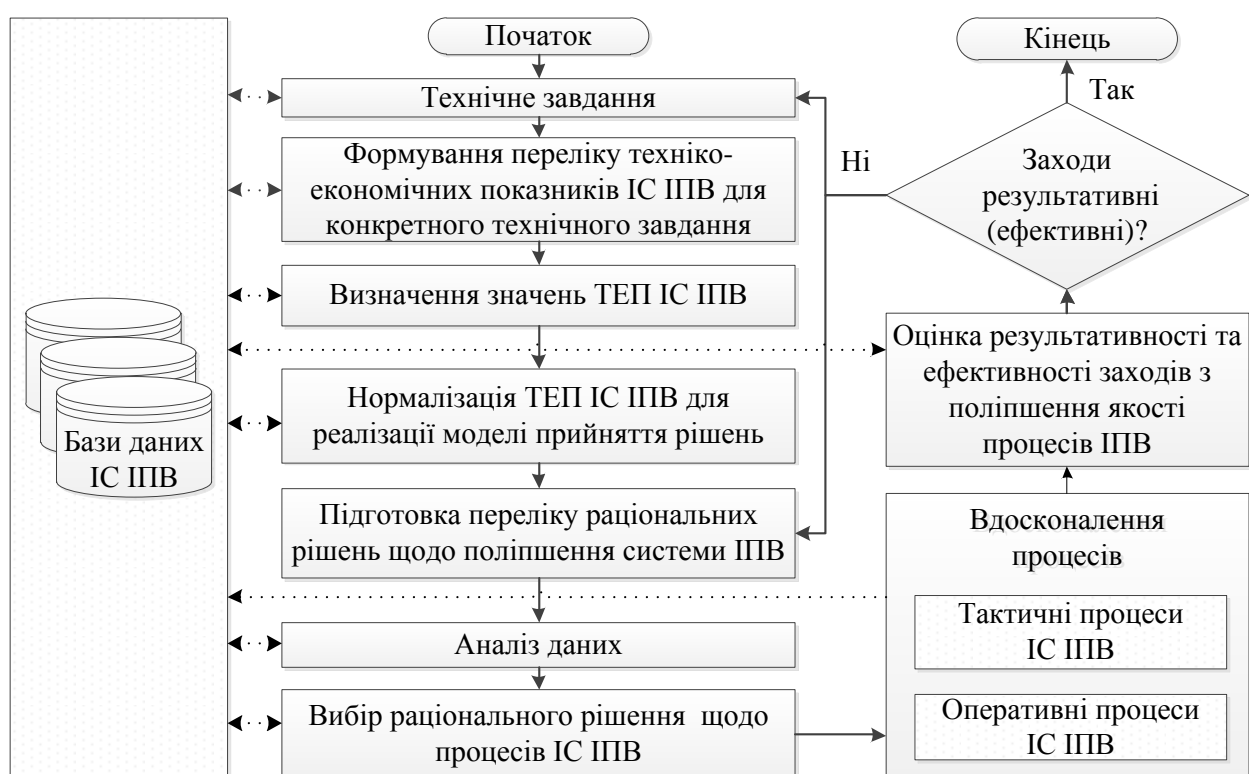 Початок
Технічне завдання
Формування переліку техніко-
економічних показників ІС ІПВ для
конкретного технічного завдання
Визначення значень ТЕП ІС ІПВ
Нормалізація ТЕП ІС ІПВ для
реалізації моделі прийняття рішень
Підготовка переліку раціональних
рішень щодо поліпшення системи ІПВ
Аналіз даних
Вибір раціонального рішення щодо
процесів ІС ІПВ
Бази даних
ІС ІПВ
Кінець
Так
Ні
Заходи
результативні
(ефективні)?
Оцінка результативності та
ефективності заходів з
поліпшення якості
процесів ІПВ
Вдосконалення
процесів
Тактичні процеси
ІС ІПВ
Оперативні процеси
ІС ІПВ